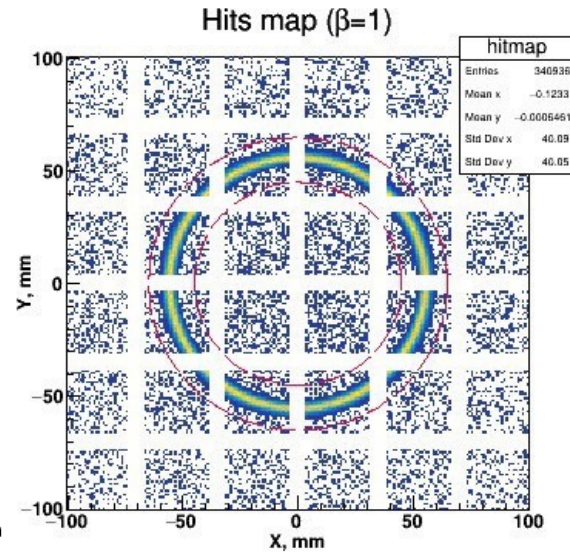 Hits map (β=1)
hitmap
Entries 340936
Mean x −0.1233
Mean y −0.0006461
Std Dev x 40.09
Std Dev y 40.05
Y, mm
100
50
0
−50
−100
−100 −50 0 50 100
X, mm